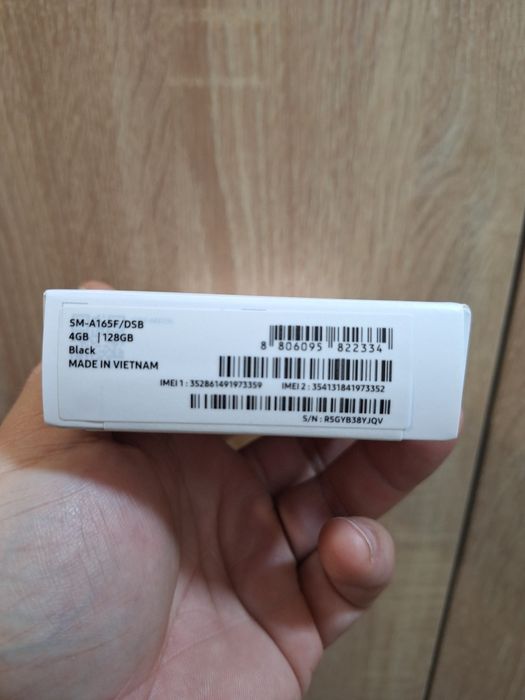 SM-A165F/DSB
4GB | 128GB
Black
MADE IN VIETNAM
8 806095 822334
IMEI 1 : 352861491973359 IMEI 2 : 354131841973352
S/N : R5GYB38YJQV